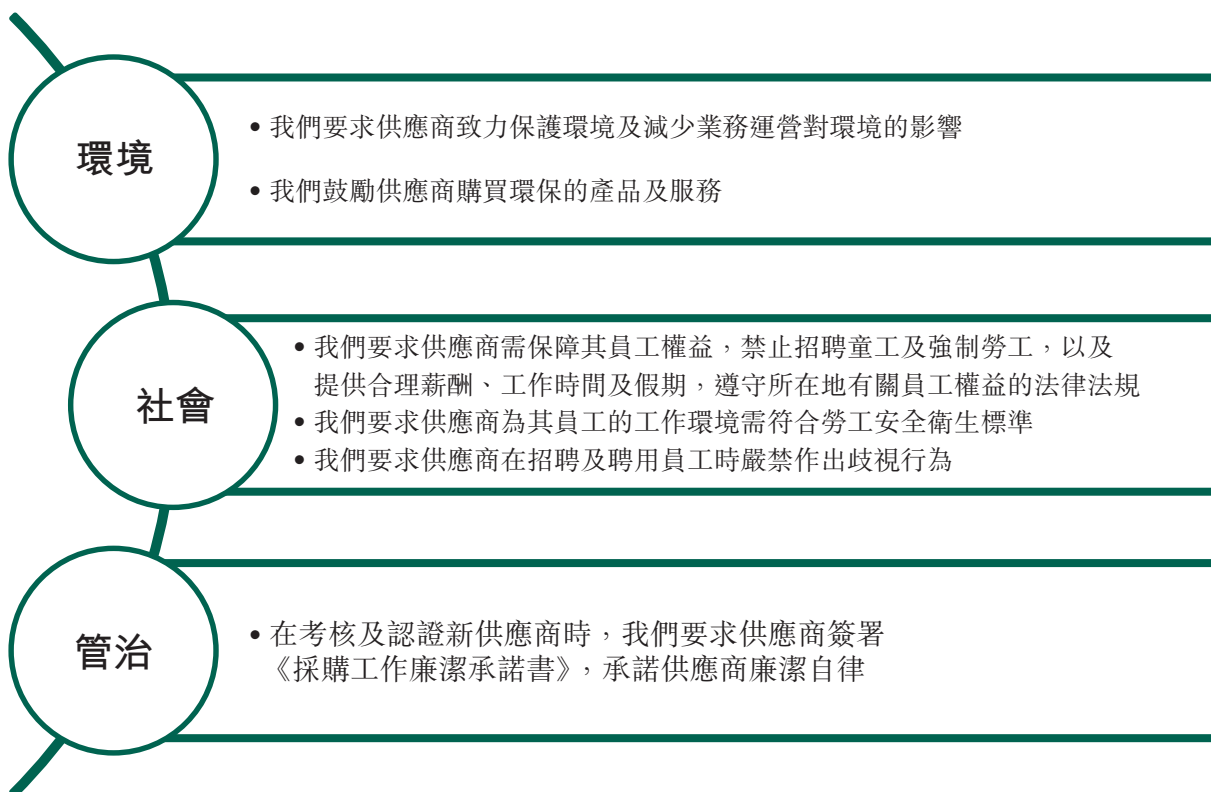 環境
• 我們要求供應商致力保護環境及減少業務運營對環境的影響
• 我們鼓勵供應商購買環保的產品及服務
社會
• 我們要求供應商需保障其員工權益，禁止招聘童工及強制勞工，以及
提供合理薪酬、工作時間及假期，遵守所在地有關員工權益的法律法規
• 我們要求供應商為其員工的工作環境需符合勞工安全衛生標準
• 我們要求供應商在招聘及聘用員工時嚴禁作出歧視行為
管治
• 在考核及認證新供應商時，我們要求供應商簽署
《採購工作廉潔承諾書》，承諾供應商廉潔自律